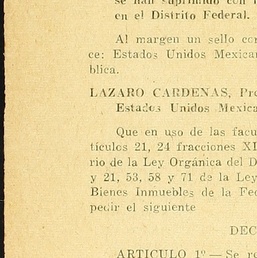 se han suprimido con
en el Distrito Federal.
Al margen un sello
ce: Estados Unidos Mexica
blica.
LAZARO CARDENAS, Pr
Estados Unidos Mexica
Que en uso de las facu
tículos 21, 24 fracciones XI
rio de la Ley Orgánica del D
y 21, 53, 58 y 71 de la Ley
Bienes Inmuebles de la Fed
pedir el siguiente
DEC
ARTICULO 1º—Se re